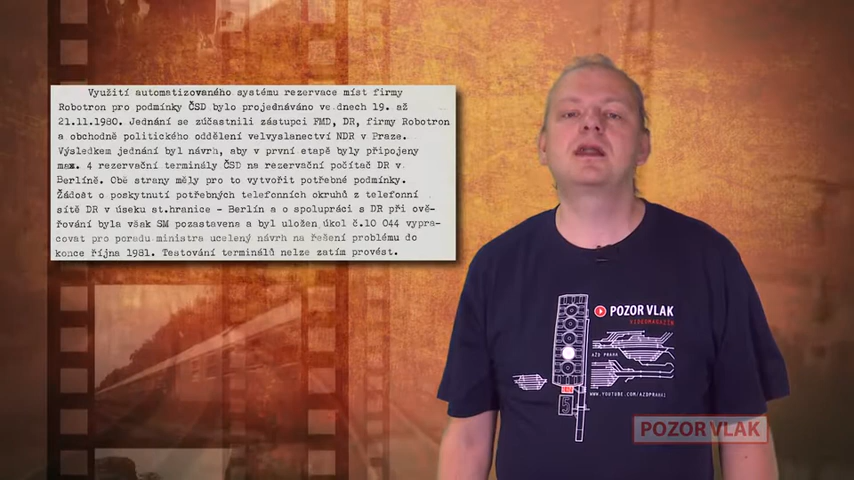 Využití automatizovaného systému rezervace míst firmy
Robotron pro podmínky ČSD bylo projednáváno ve dnech 19. až
21.11.1980. Jednání se zúčastnili zástupci FMD, DR, firmy Robotron
a obchodně politického oddělení velvyslanectví NDR v Praze.
Výsledkem jednání byl návrh, aby v první etapě byly připojeny
max. 4 rezervační terminály ČSD na rezervační počítač DR v
Berlíně. Obě strany měly pro to vytvořit potřebné podmínky.
Žádost o poskytnutí potřebných telefonních okruhů z telefonní
sítě DR v úseku st.hranice - Berlín a o spolupráci s DR při ově-
řování byla však SM pozastavena a byl uložen úkol č.10 044 vypra-
covat pro poradu ministra ucelený návrh na řešení problému do
konce října 1981. Testování terminálů nelze zatím provést.
POZOR VLAK
VIDEOMAGAZÍN
AŽD PRAHA
WWW.YOUTUBE.COM/AZDPRAHA1
5
POZOR VLAK